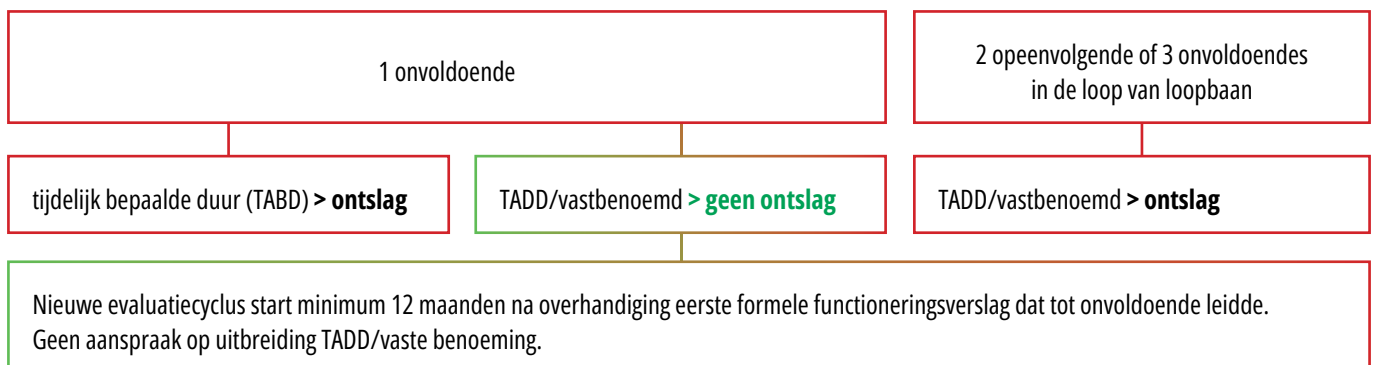 1 onvoldoende
2 opeenvolgende of 3 onvoldoendes
in de loop van loopbaan
tijdelijk bepaalde duur (TABD) > ontslag
TADD/vastbenoemd > geen ontslag
TADD/vastbenoemd > ontslag
Nieuwe evaluatiecyclus start minimum 12 maanden na overhandiging eerste formele functioneringsverslag dat tot onvoldoende leidde.
Geen aanspraak op uitbreiding TADD/vaste benoeming.